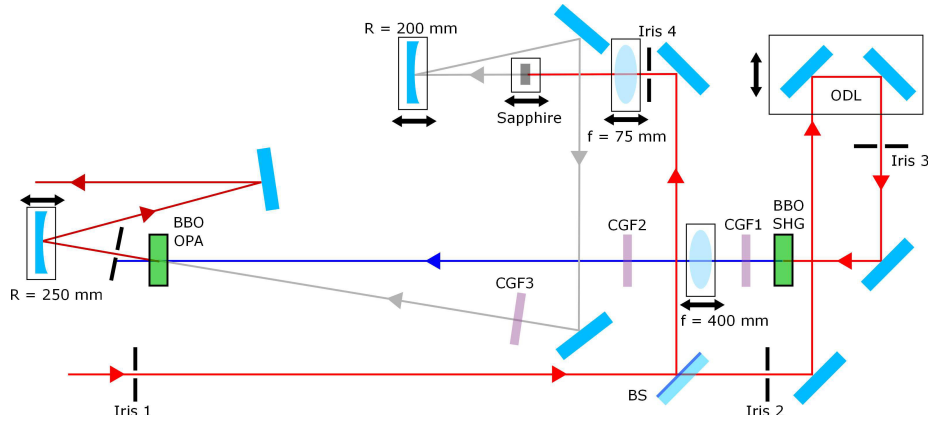 R = 200 mm
Iris 4
ODL
Sapphire
f = 75 mm
Iris 3
BBO
OPA
CGF2
CGF1
BBO
SHG
CGF3
R = 250 mm
f = 400 mm
BS
Iris 1
Iris 2